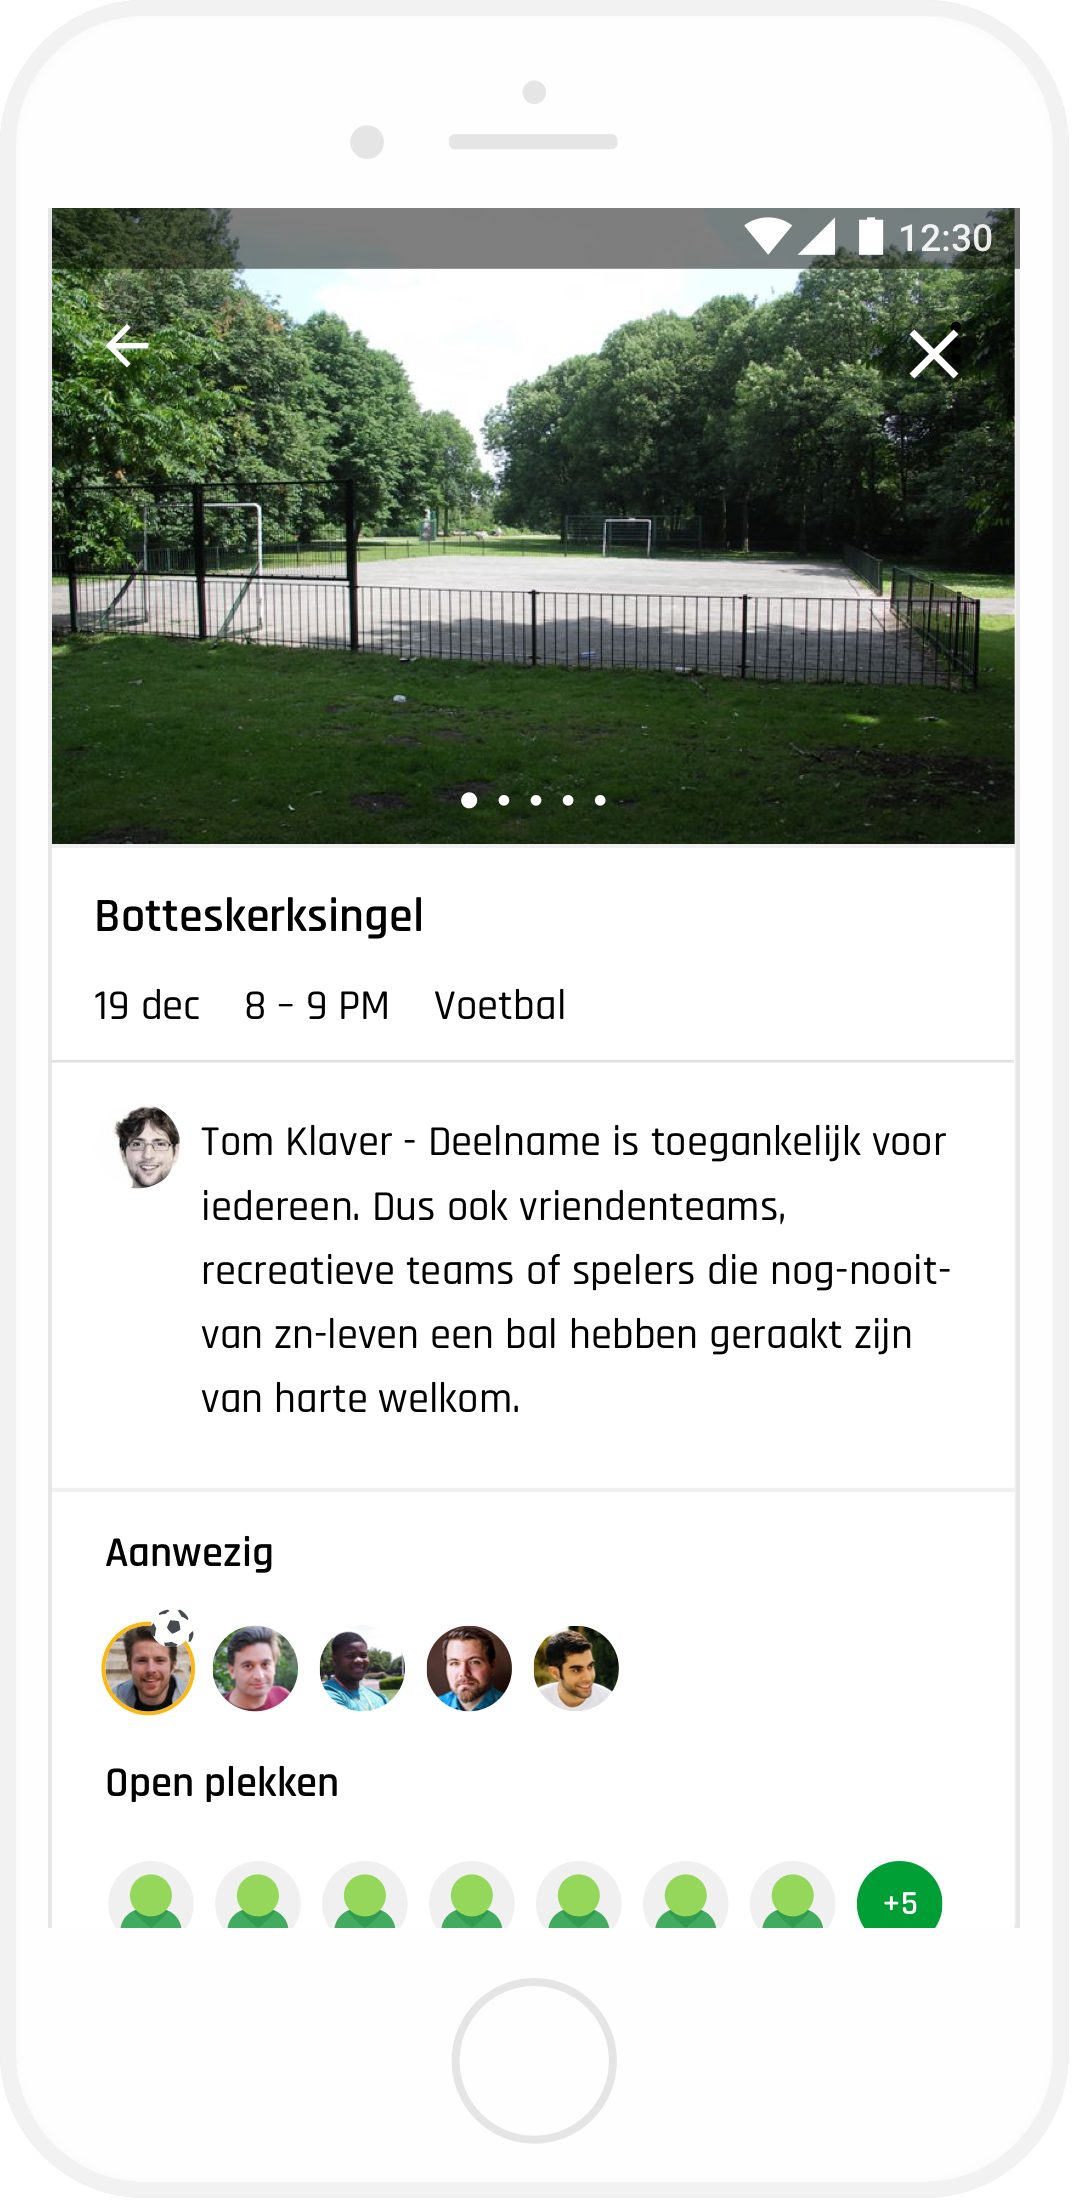 12:30
Botteskerksingel
19 dec 8 – 9 PM Voetbal
Tom Klaver - Deelname is toegankelijk voor
iedereen. Dus ook vriendenteams,
recreatieve teams of spelers die nog-nooit-
van zn-leven een bal hebben geraakt zijn
van harte welkom.
Aanwezig
Open plekken
+5